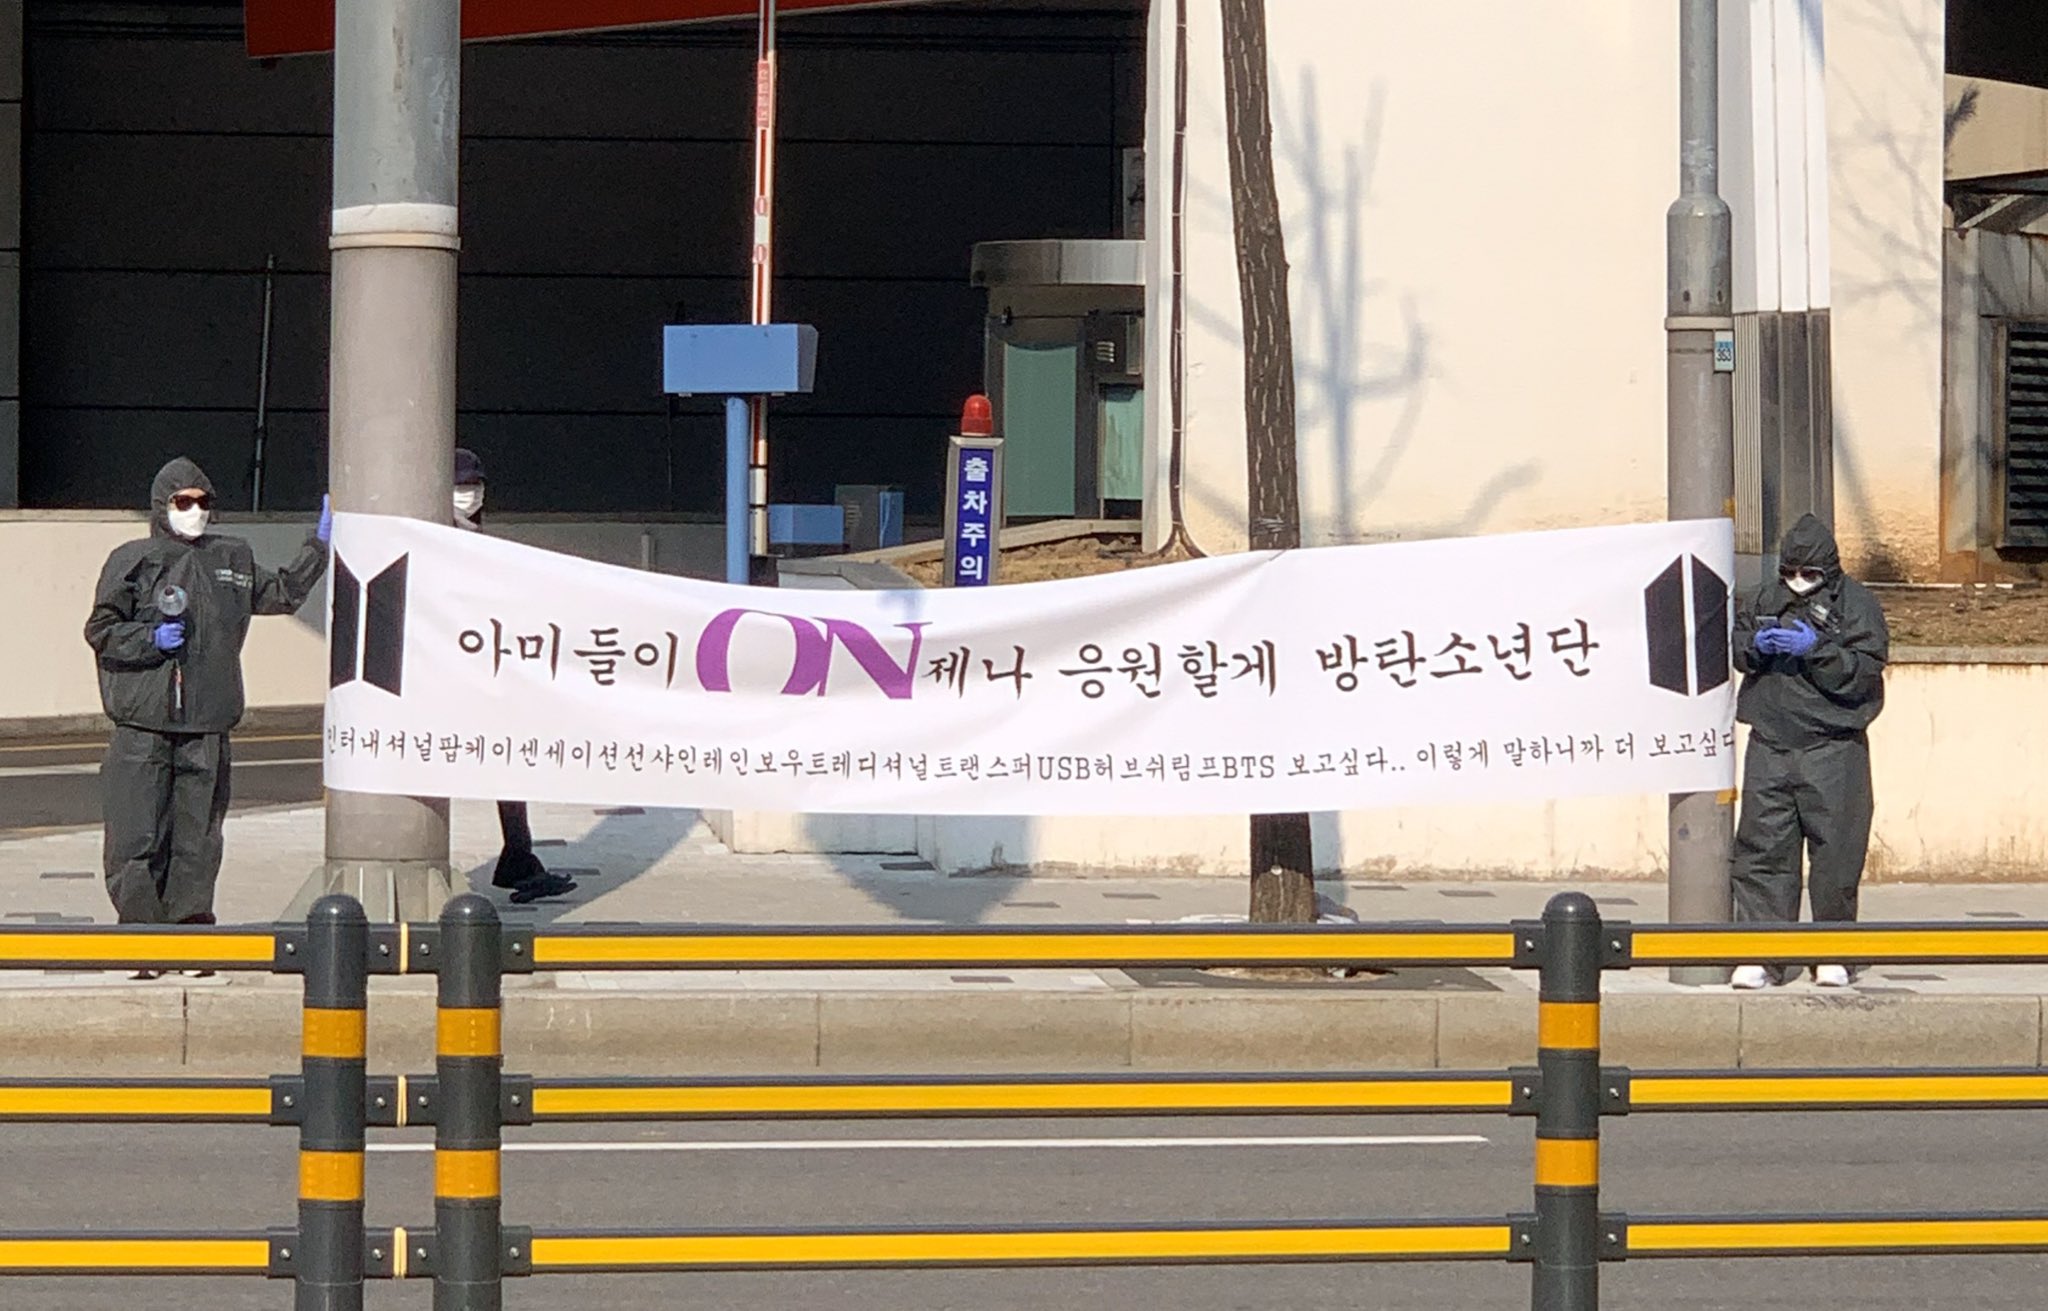 출차주의
353
아미들이 ON제나 응원할게 방탄소년단
인터내셔널팝케이센세이션선샤인레인보우트레디셔널트랜스퍼USB허브쉬림프BTS 보고싶다.. 이렇게 말하니까 더 보고싶다